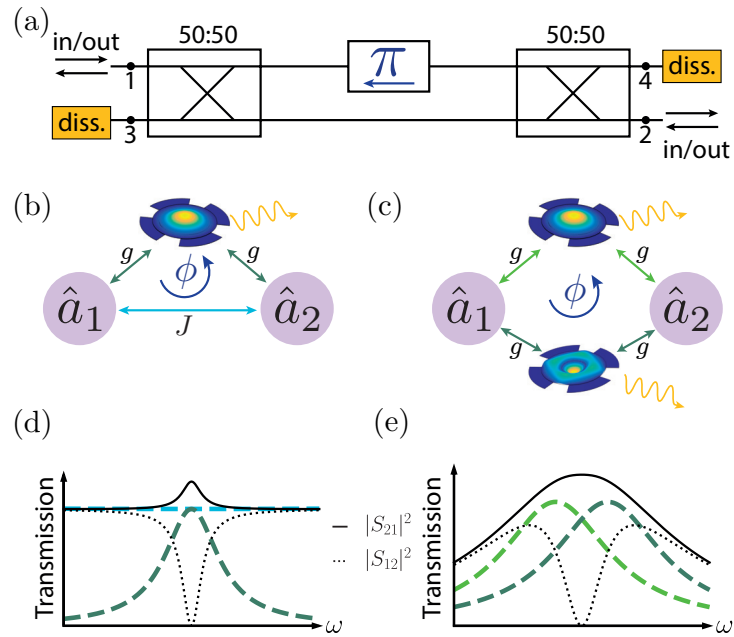 (a)
in/out
50:50
π
50:50
1
4
diss.
diss.
3
2
in/out
(b)
(c)
g
ϕ
g
â₁
J
â₂
g
ϕ
g
â₁
â₂
g
g
(d)
(e)
Transmission
ω
|S₂₁|²
|S₁₂|²
Transmission
ω